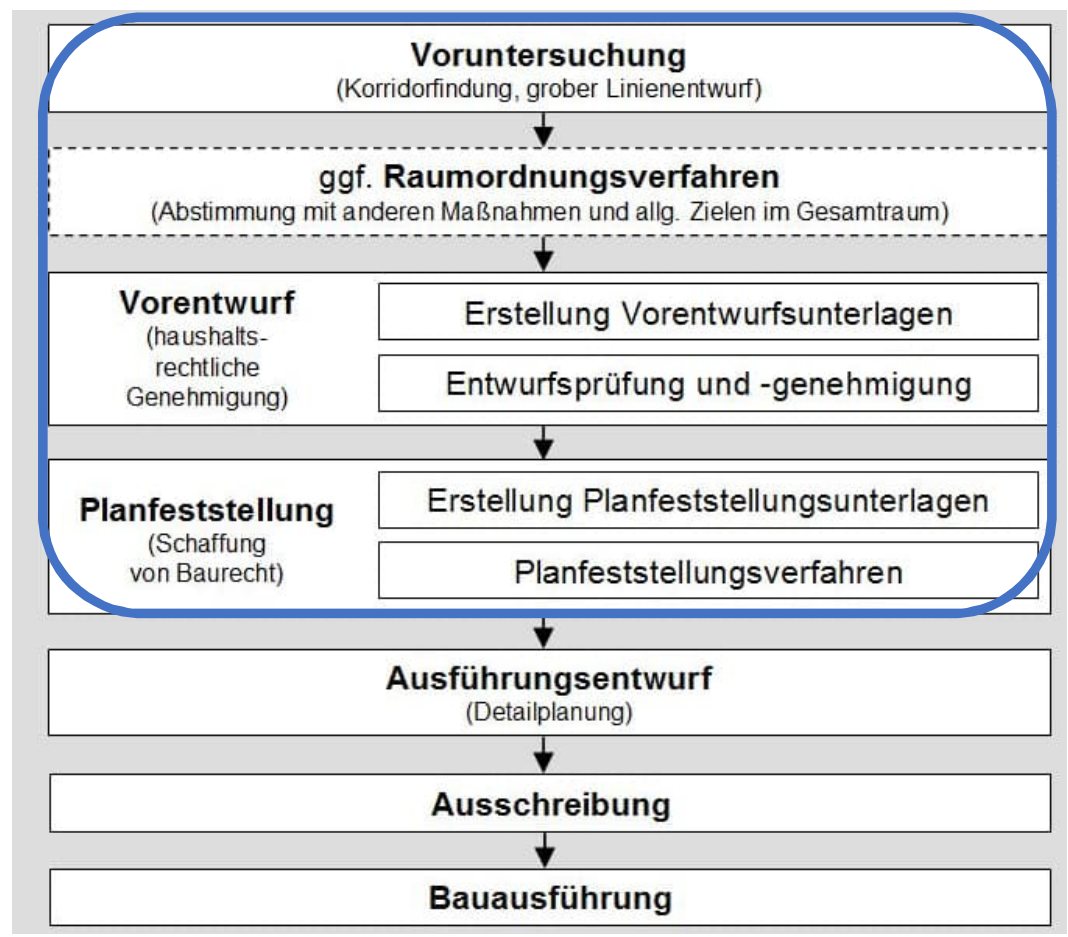 Voruntersuchung
(Korridorfindung, grober Linienentwurf)
ggf. Raumordnungsverfahren
(Abstimmung mit anderen Maßnahmen und allg. Zielen im Gesamtraum)
Vorentwurf
(haushalts-
rechtliche
Genehmigung)
Erstellung Vorentwurfsunterlagen
Entwurfsprüfung und -genehmigung
Planfeststellung
(Schaffung
von Baurecht)
Erstellung Planfeststellungsunterlagen
Planfeststellungsverfahren
Ausführungsentwurf
(Detailplanung)
Ausschreibung
Bauausführung